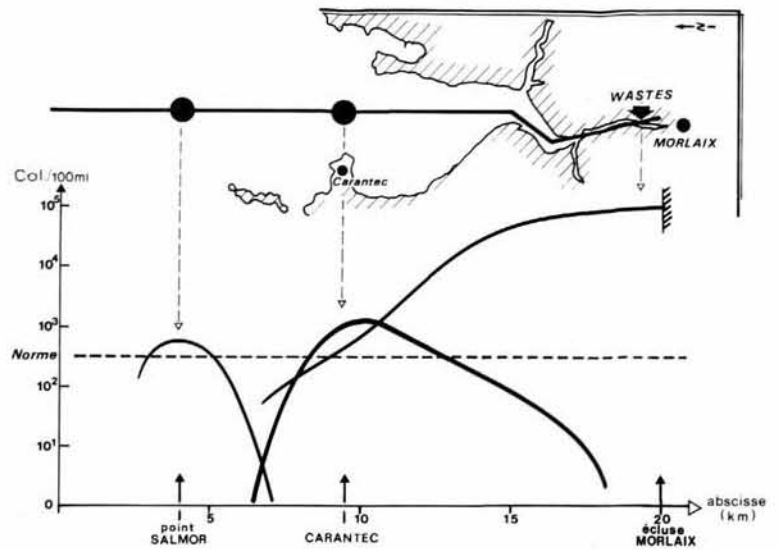 N
WASTES
MORLAIX
Carantec
Col./100ml
10⁵
10⁴
10³
Norme
10²
10¹
0
5
10
15
20
abscisse
(km)
point
SALMOR
CARANTEC
écluse
MORLAIX